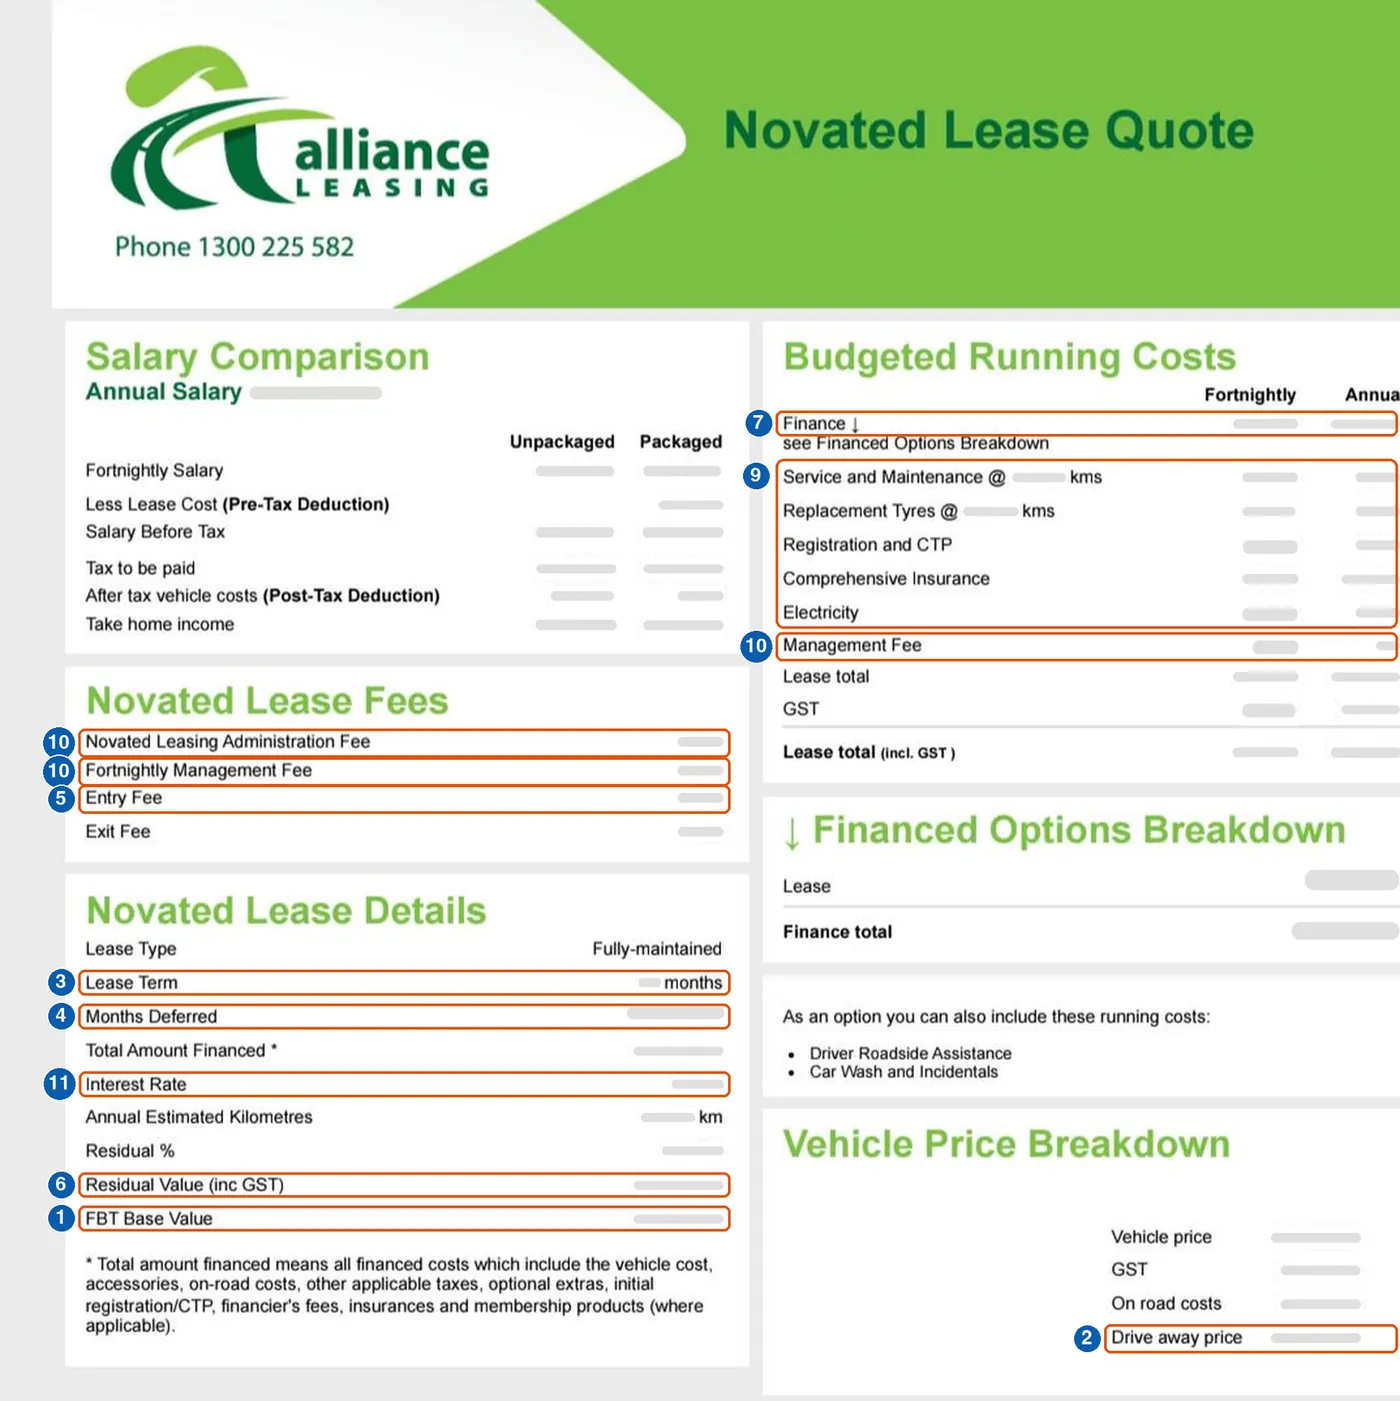 alliance
LEASING
Phone 1300 225 582
Novated Lease Quote
Salary Comparison
Annual Salary
Unpackaged Packaged
Fortnightly Salary
Less Lease Cost (Pre-Tax Deduction)
Salary Before Tax
Tax to be paid
After tax vehicle costs (Post-Tax Deduction)
Take home income
Novated Lease Fees
10 Novated Leasing Administration Fee
10 Fortnightly Management Fee
5 Entry Fee
Exit Fee
Novated Lease Details
Lease Type Fully-maintained
3 Lease Term months
4 Months Deferred
Total Amount Financed *
11 Interest Rate
Annual Estimated Kilometres km
Residual %
6 Residual Value (inc GST)
1 FBT Base Value
* Total amount financed means all financed costs which include the vehicle cost,
accessories, on-road costs, other applicable taxes, optional extras, initial
registration/CTP, financier's fees, insurances and membership products (where
applicable).
Budgeted Running Costs
Fortnightly Annua
7 Finance ↓
see Financed Options Breakdown
9 Service and Maintenance @ kms
Replacement Tyres @ kms
Registration and CTP
Comprehensive Insurance
Electricity
10 Management Fee
Lease total
GST
Lease total (incl. GST )
↓ Financed Options Breakdown
Lease
Finance total
As an option you can also include these running costs:
• Driver Roadside Assistance
• Car Wash and Incidentals
Vehicle Price Breakdown
Vehicle price
GST
On road costs
2 Drive away price